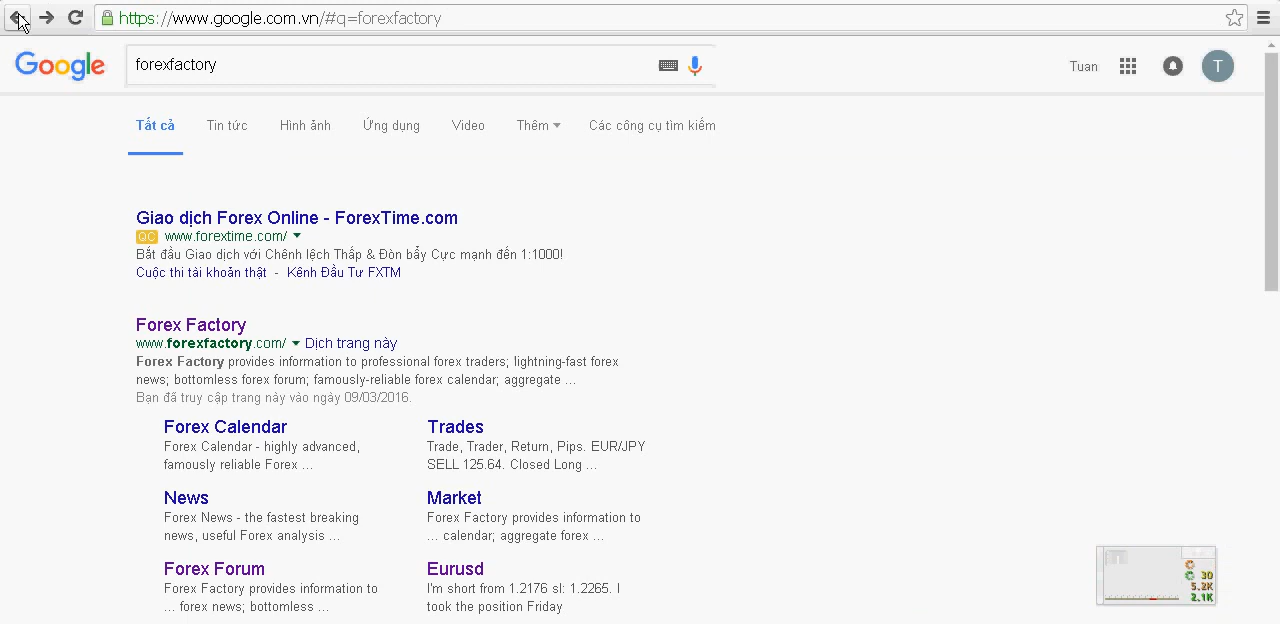 https://www.google.com.vn/#q=forexfactory
Google
forexfactory
Tuan
T
Tất cả
Tin tức
Hình ảnh
Ứng dụng
Video
Thêm
Các công cụ tìm kiếm
Giao dịch Forex Online - ForexTime.com
QC www.forextime.com/
Bắt đầu Giao dịch với Chênh lệch Thấp & Đòn bẩy Cực mạnh đến 1:1000!
Cuộc thi tài khoản thật - Kênh Đầu Tư FXTM
Forex Factory
www.forexfactory.com/ Dịch trang này
Forex Factory provides information to professional forex traders; lightning-fast forex
news; bottomless forex forum; famously-reliable forex calendar; aggregate ...
Bạn đã truy cập trang này vào ngày 09/03/2016.
Forex Calendar
Forex Calendar - highly advanced,
famously reliable Forex ...
Trades
Trade, Trader, Return, Pips. EUR/JPY
SELL 125.64. Closed Long ...
News
Forex News - the fastest breaking
news, useful Forex analysis ...
Market
Forex Factory provides information to
... calendar; aggregate forex ...
Forex Forum
Forex Factory provides information to
... forex news; bottomless ...
Eurusd
I'm short from 1.2176 sl: 1.2265. I
took the position Friday
30
5.2K
2.1K